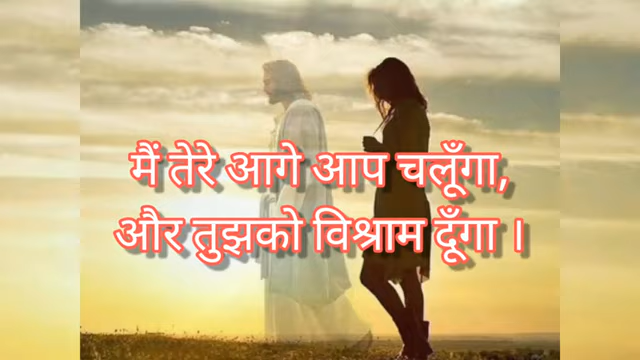 मैं तेरे आगे आप चलूँगा,
और तुझको विश्राम दूँगा ।